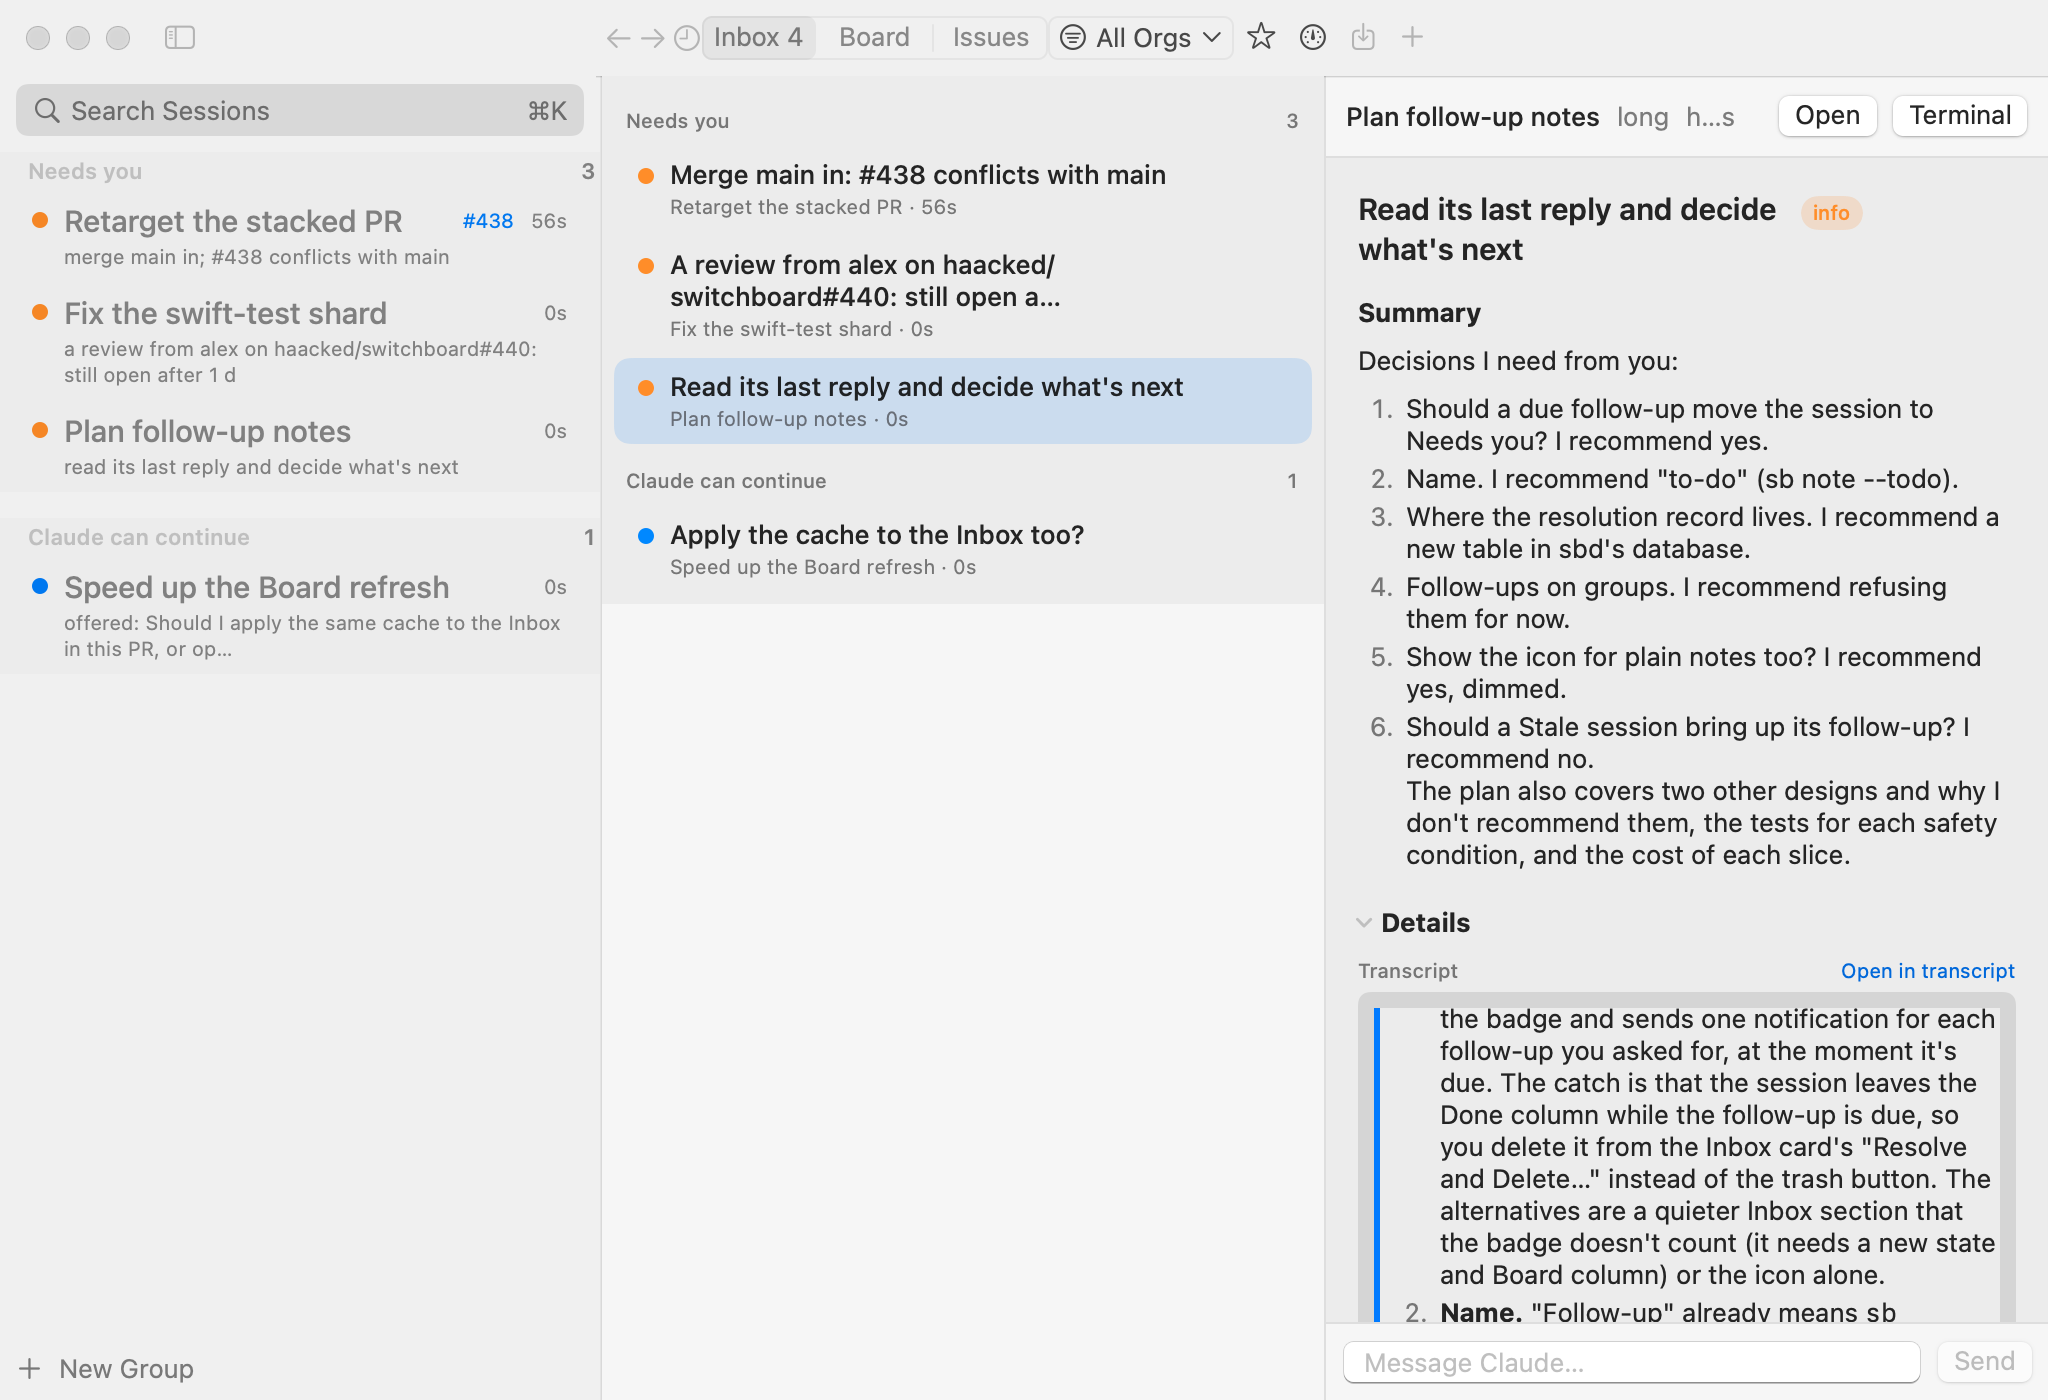 Inbox 4
Board
Issues
All Orgs
Search Sessions
⌘K
Needs you
3
Retarget the stacked PR
#438
56s
merge main in; #438 conflicts with main
Fix the swift-test shard
0s
a review from alex on haacked/switchboard#440:
still open after 1 d
Plan follow-up notes
0s
read its last reply and decide what's next
Claude can continue
1
Speed up the Board refresh
0s
offered: Should I apply the same cache to the Inbox
in this PR, or op...
New Group
Needs you
3
Merge main in: #438 conflicts with main
Retarget the stacked PR · 56s
A review from alex on haacked/
switchboard#440: still open a...
Fix the swift-test shard · 0s
Read its last reply and decide what's next
Plan follow-up notes · 0s
Claude can continue
1
Apply the cache to the Inbox too?
Speed up the Board refresh · 0s
Plan follow-up notes
long
h...s
Open
Terminal
Read its last reply and decide
what's next
info
Summary
Decisions I need from you:
1. Should a due follow-up move the session to
Needs you? I recommend yes.
2. Name. I recommend "to-do" (sb note --todo).
3. Where the resolution record lives. I recommend a
new table in sbd's database.
4. Follow-ups on groups. I recommend refusing
them for now.
5. Show the icon for plain notes too? I recommend
yes, dimmed.
6. Should a Stale session bring up its follow-up? I
recommend no.
The plan also covers two other designs and why I
don't recommend them, the tests for each safety
condition, and the cost of each slice.
Details
Transcript
Open in transcript
the badge and sends one notification for each
follow-up you asked for, at the moment it's
due. The catch is that the session leaves the
Done column while the follow-up is due, so
you delete it from the Inbox card's "Resolve
and Delete..." instead of the trash button. The
alternatives are a quieter Inbox section that
the badge doesn't count (it needs a new state
and Board column) or the icon alone.
2. Name. "Follow-up" already means sb
Message Claude...
Send